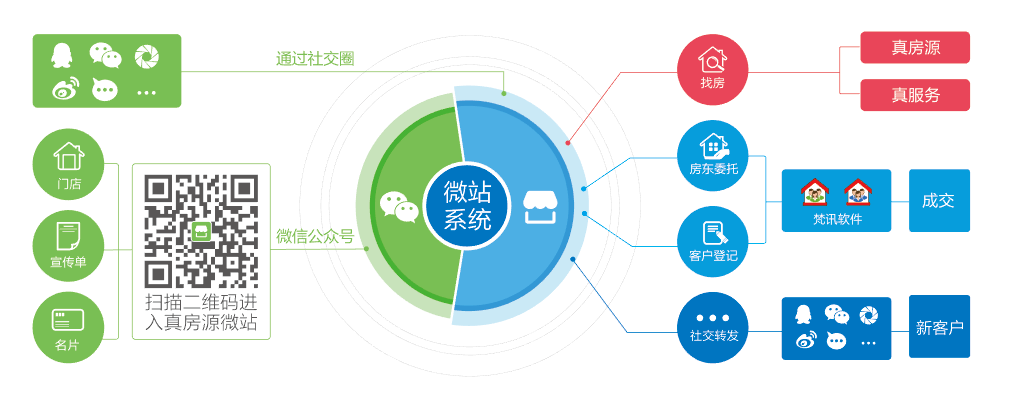 通过社交圈
门店
宣传单
名片
扫描二维码进
入真房源微站
微信公众号
微站
系统
找房
真房源
真服务
房东委托
客户登记
梵讯软件
成交
社交转发
新客户